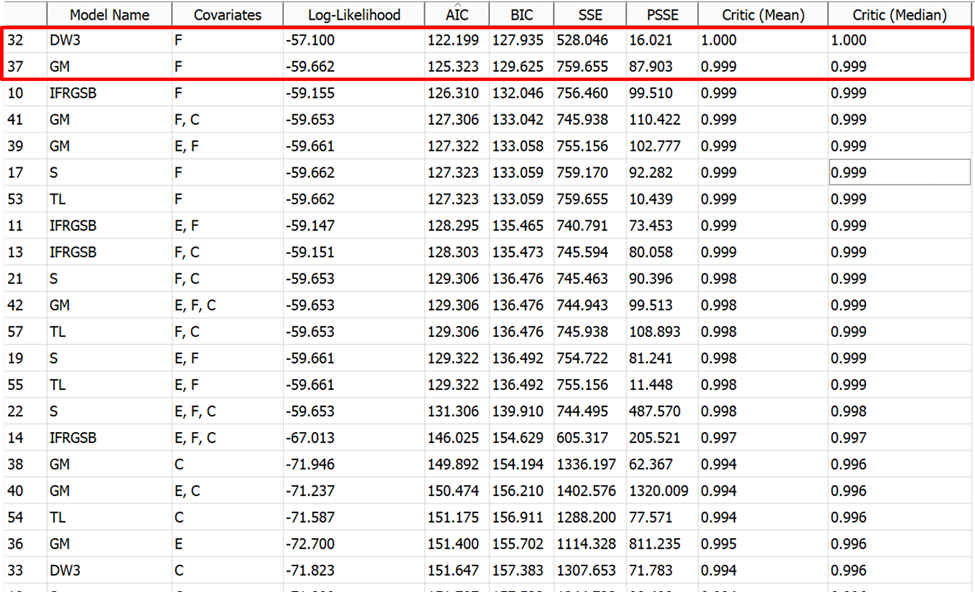 Model Name Covariates Log-Likelihood AIC BIC SSE PSSE Critic (Mean) Critic (Median)
32 DW3 F -57.100 122.199 127.935 528.046 16.021 1.000 1.000
37 GM F -59.662 125.323 129.625 759.655 87.903 0.999 0.999
10 IFRGSB F -59.155 126.310 132.046 756.460 99.510 0.999 0.999
41 GM F, C -59.653 127.306 133.042 745.938 110.422 0.999 0.999
39 GM E, F -59.661 127.322 133.058 755.156 102.777 0.999 0.999
17 S F -59.662 127.323 133.059 759.170 92.282 0.999 0.999
53 TL F -59.662 127.323 133.059 759.655 10.439 0.999 0.999
11 IFRGSB E, F -59.147 128.295 135.465 740.791 73.453 0.999 0.999
13 IFRGSB F, C -59.151 128.303 135.473 745.594 80.058 0.999 0.999
21 S F, C -59.653 129.306 136.476 745.463 90.396 0.998 0.999
42 GM E, F, C -59.653 129.306 136.476 744.943 99.513 0.998 0.999
57 TL F, C -59.653 129.306 136.476 745.938 108.893 0.998 0.999
19 S E, F -59.661 129.322 136.492 754.722 81.241 0.998 0.999
55 TL E, F -59.661 129.322 136.492 755.156 11.448 0.998 0.999
22 S E, F, C -59.653 131.306 139.910 744.495 487.570 0.998 0.998
14 IFRGSB E, F, C -67.013 146.025 154.629 605.317 205.521 0.997 0.997
38 GM C -71.946 149.892 154.194 1336.197 62.367 0.994 0.996
40 GM E, C -71.237 150.474 156.210 1402.576 1320.009 0.994 0.996
54 TL C -71.587 151.175 156.911 1288.200 77.571 0.994 0.996
36 GM E -72.700 151.400 155.702 1114.328 811.235 0.995 0.996
33 DW3 C -71.823 151.647 157.383 1307.653 71.783 0.994 0.996